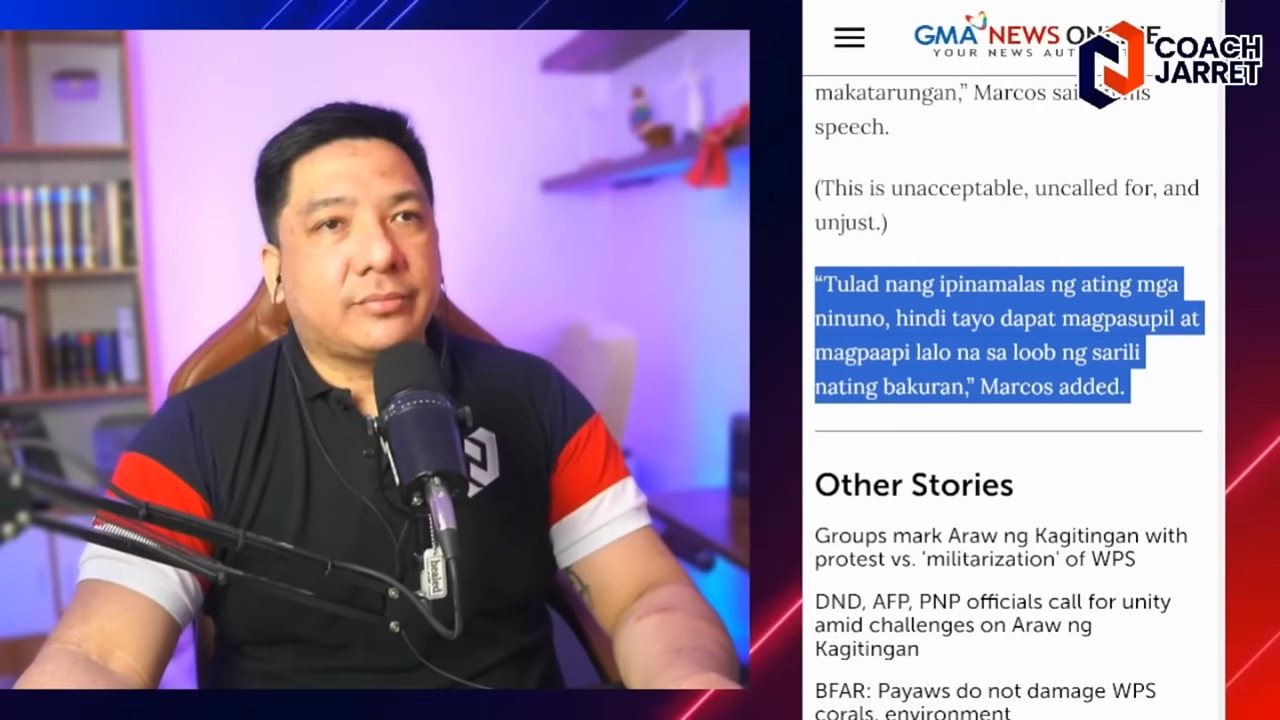 GMA NEWS ONLINE
YOUR NEWS AUT
COACH
JARRET
makatarungan,” Marcos said his
speech.
(This is unacceptable, uncalled for, and
unjust.)
“Tulad nang ipinamalas ng ating mga
ninuno, hindi tayo dapat magpasupil at
magpaapi lalo na sa loob ng sarili
nating bakuran,” Marcos added.
Other Stories
Groups mark Araw ng Kagitingan with
protest vs. 'militarization' of WPS
DND, AFP, PNP officials call for unity
amid challenges on Araw ng
Kagitingan
BFAR: Payaws do not damage WPS
corals, environment
healed